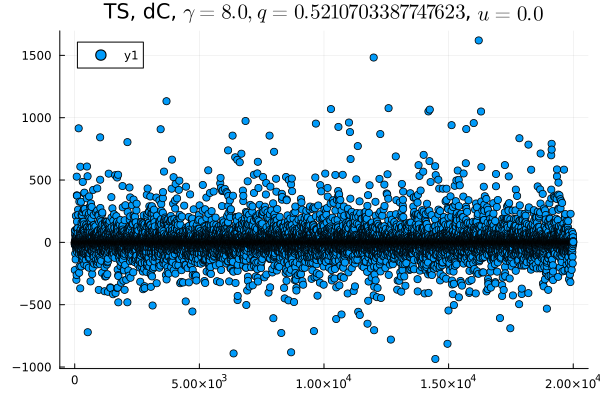 TS, dC, γ = 8.0, q = 0.5210703387747623, u = 0.0
y1
1500
1000
500
0
−500
−1000
0 5.00×10³ 1.00×10⁴ 1.50×10⁴ 2.00×10⁴